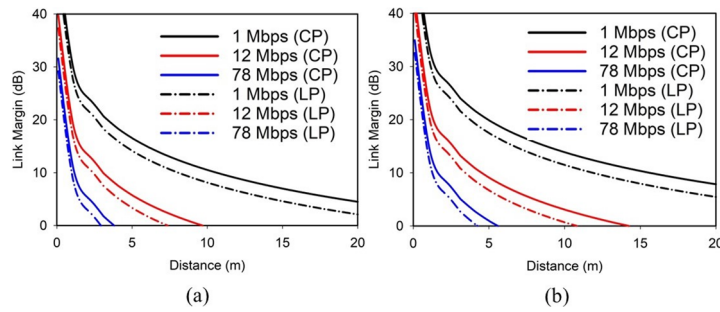 40
30
20
10
0
Link Margin (dB)
1 Mbps (CP)
12 Mbps (CP)
78 Mbps (CP)
1 Mbps (LP)
12 Mbps (LP)
78 Mbps (LP)
0 5 10 15 20
Distance (m)
(a)
40
30
20
10
0
Link Margin (dB)
1 Mbps (CP)
12 Mbps (CP)
78 Mbps (CP)
1 Mbps (LP)
12 Mbps (LP)
78 Mbps (LP)
0 5 10 15 20
Distance (m)
(b)